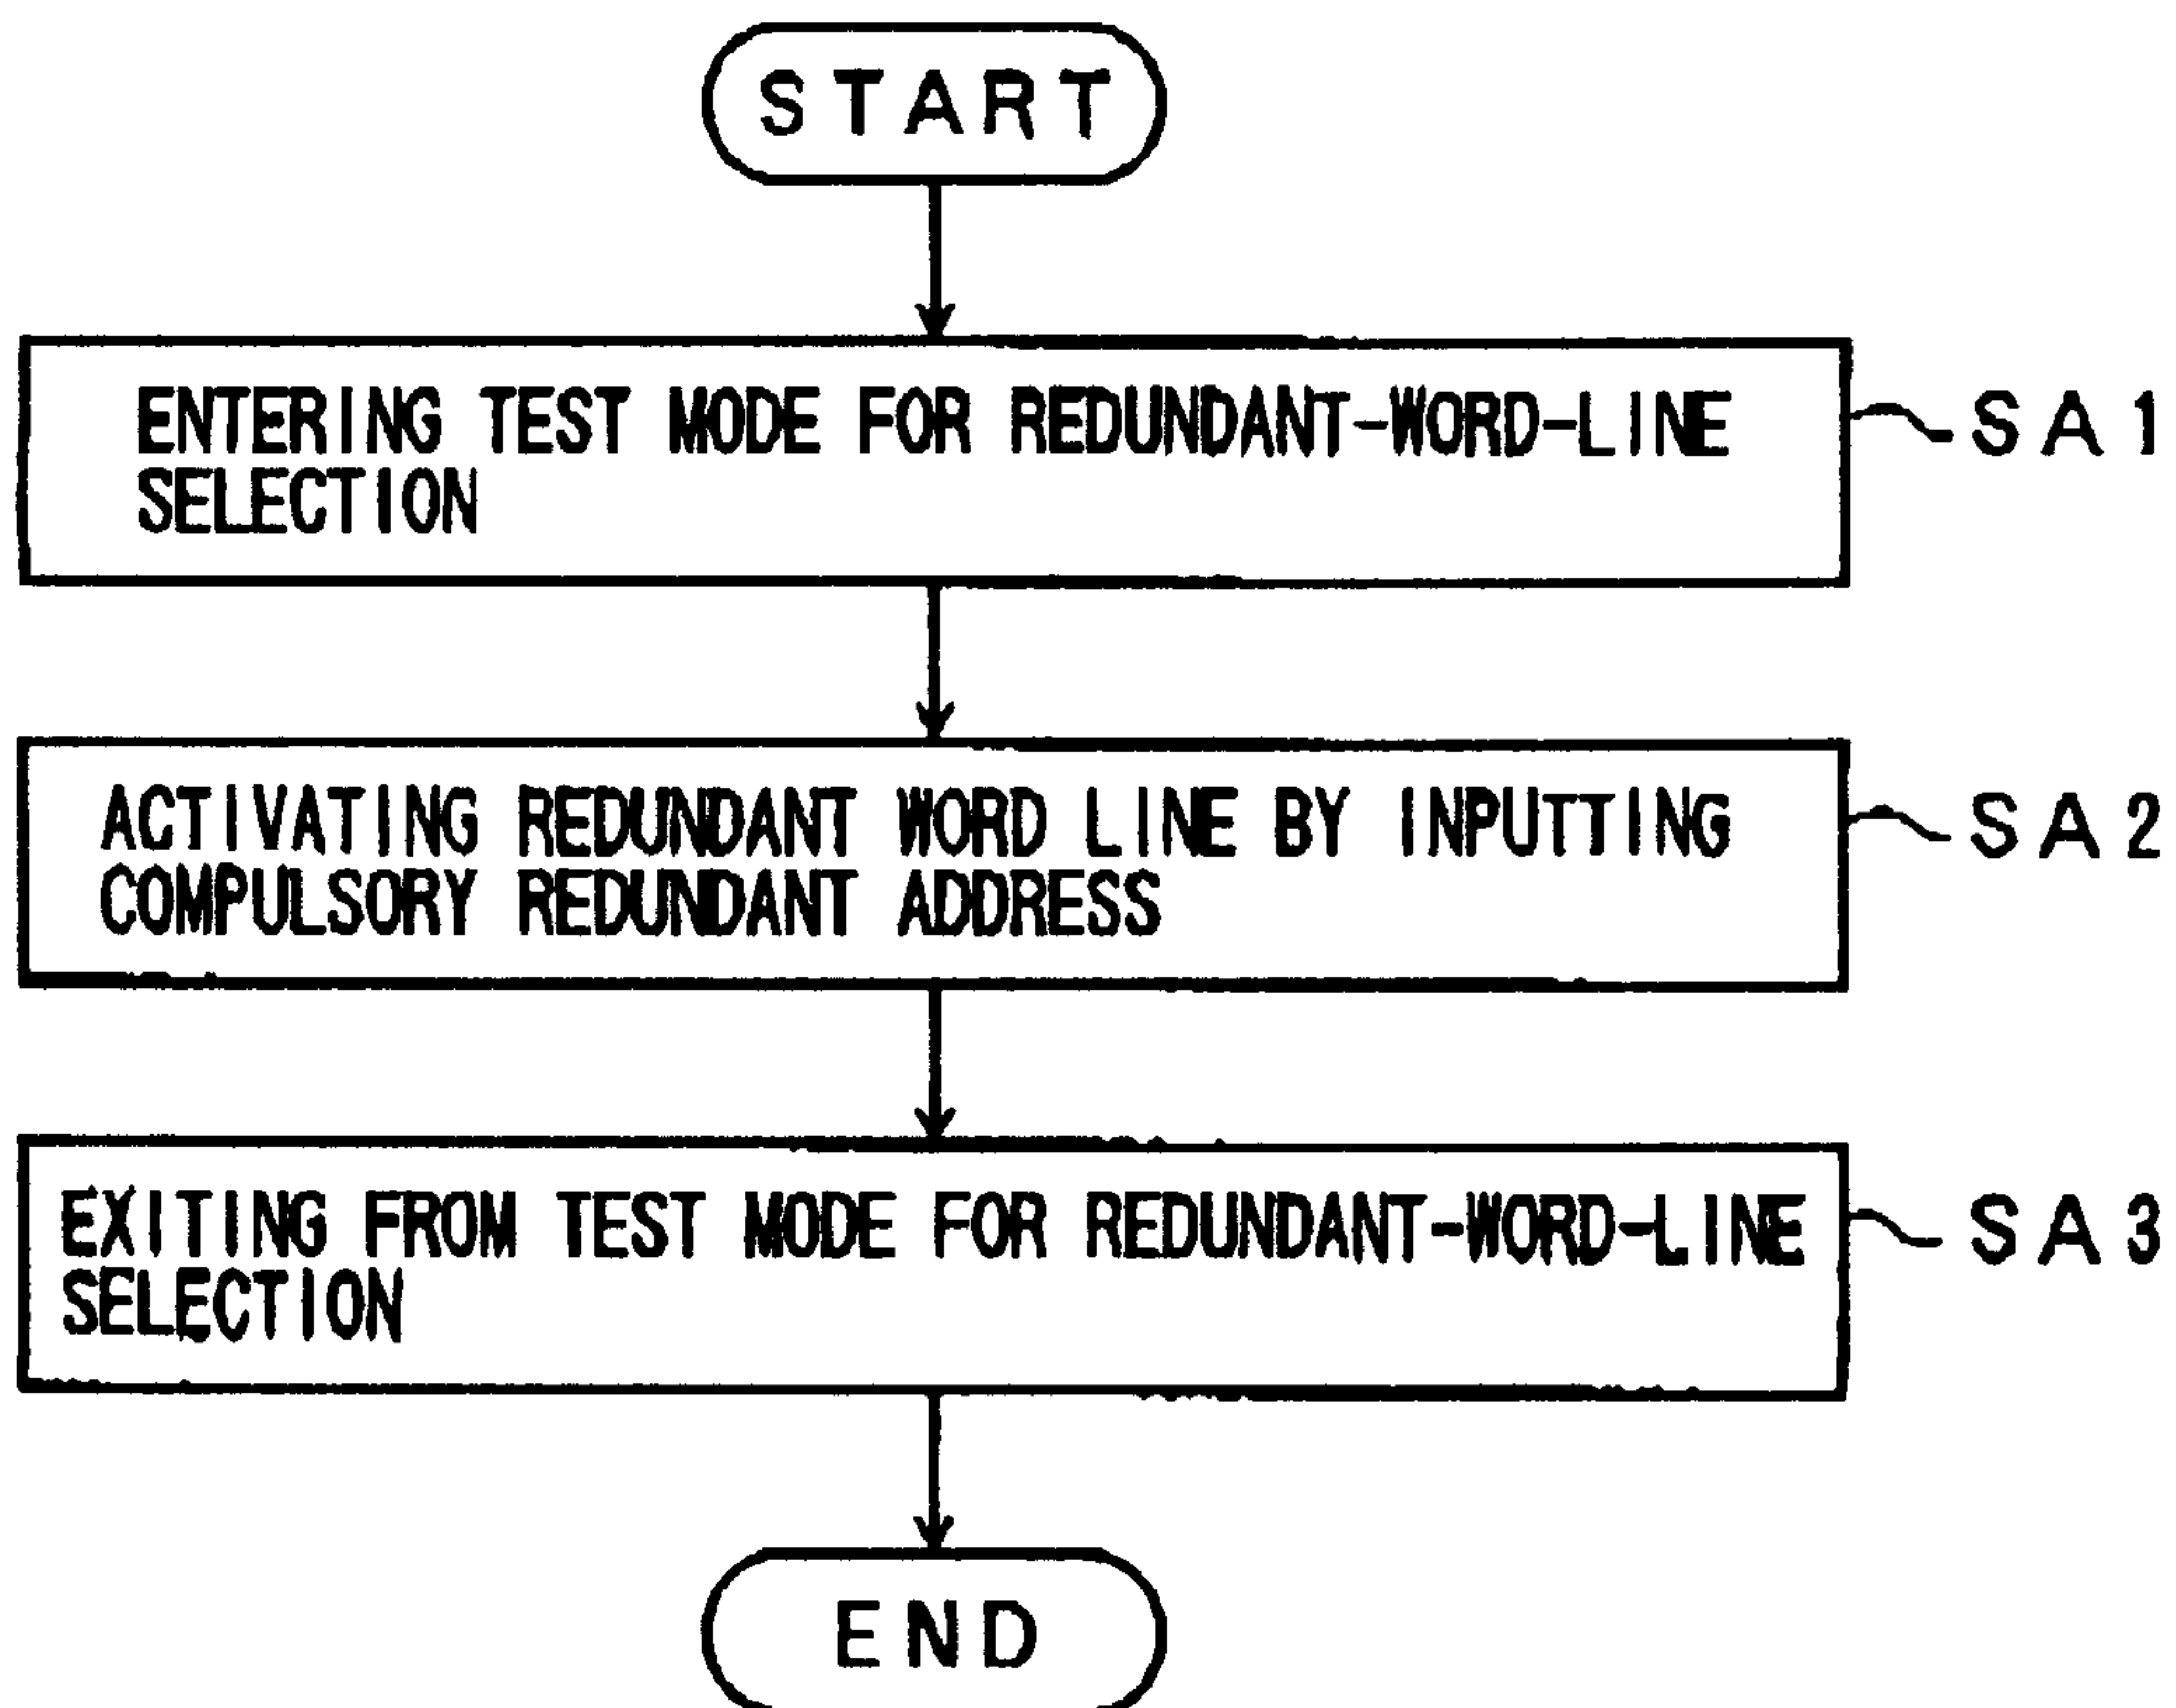 START
ENTERING TEST MODE FOR REDUNDANT-WORD-LINE
SELECTION
SA1
ACTIVATING REDUNDANT WORD LINE BY INPUTTING
COMPULSORY REDUNDANT ADDRESS
SA2
EXITING FROM TEST MODE FOR REDUNDANT-WORD-LINE
SELECTION
SA3
END